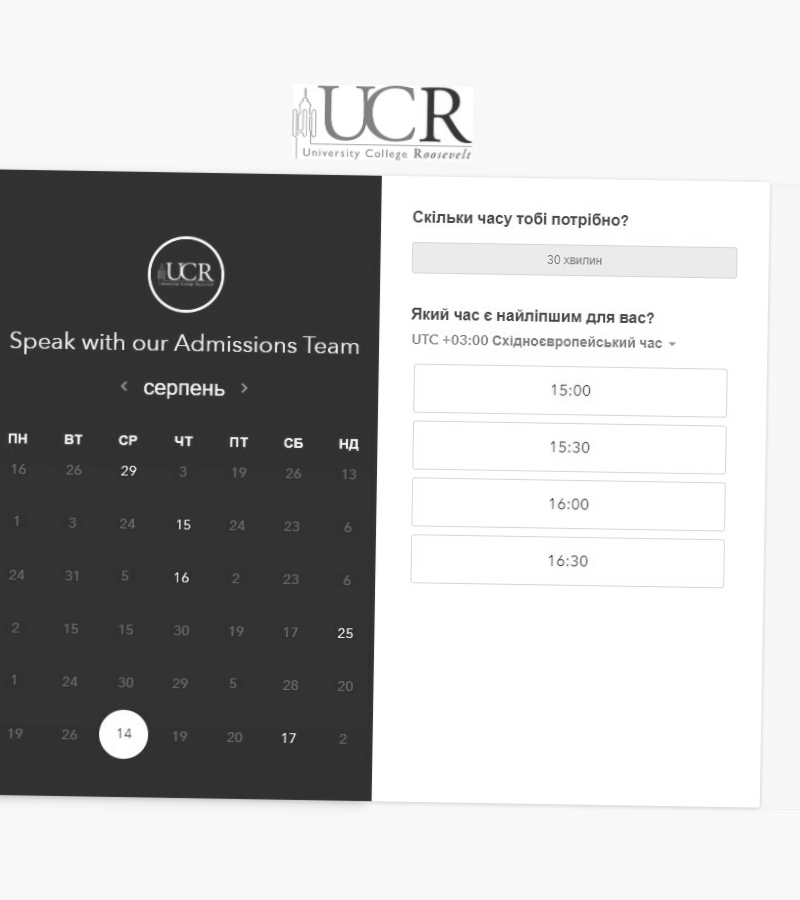 UCR
University College Roosevelt
UCR
Speak with our Admissions Team
серпень
ПН ВТ СР ЧТ ПТ СБ НД
16 26 29 3 19 26 13
1 3 24 15 24 23 6
24 31 5 16 2 23 6
2 15 15 30 19 17 25
1 24 30 29 5 28 20
19 26 14 19 20 17 2
Скільки часу тобі потрібно?
30 хвилин
Який час є найліпшим для вас?
UTC +03:00 Східноєвропейський час
15:00
15:30
16:00
16:30